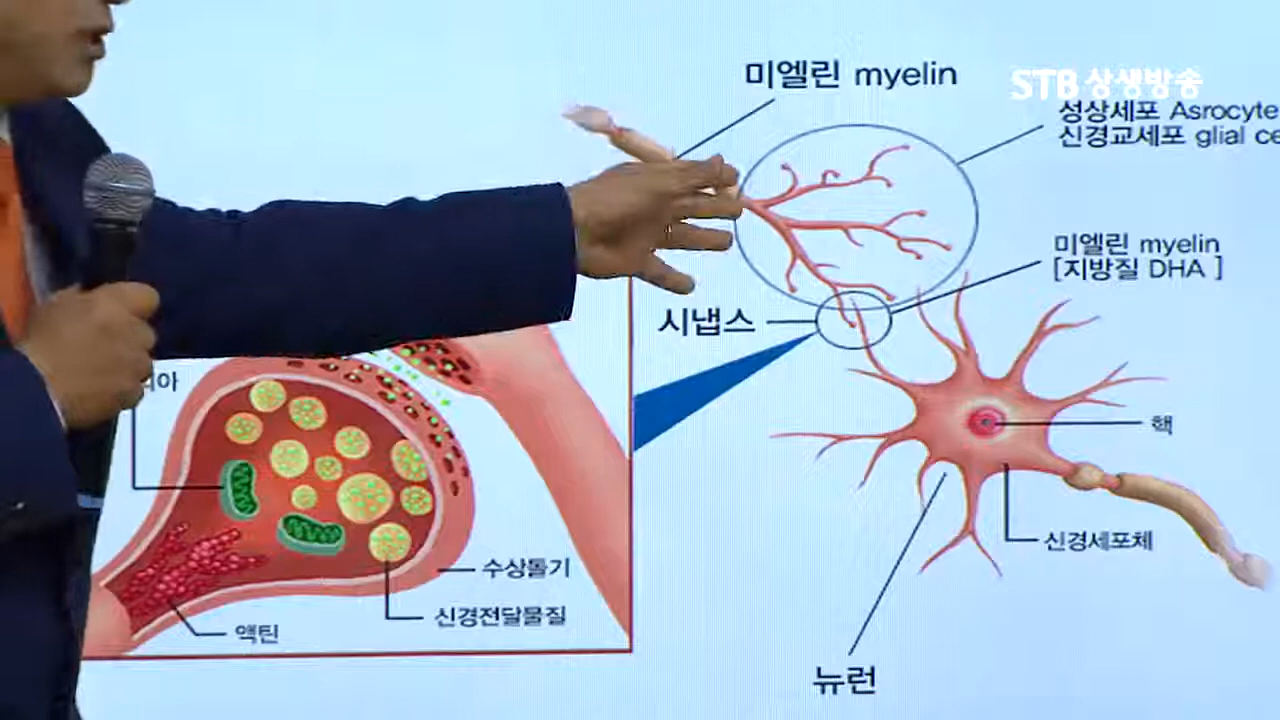 미엘린 myelin
STB 상생방송
성상세포 Asrocyte
신경교세포 glial ce
미엘린 myelin
[지방질 DHA ]
시냅스
핵
신경세포체
수상돌기
신경전달물질
액틴
뉴런